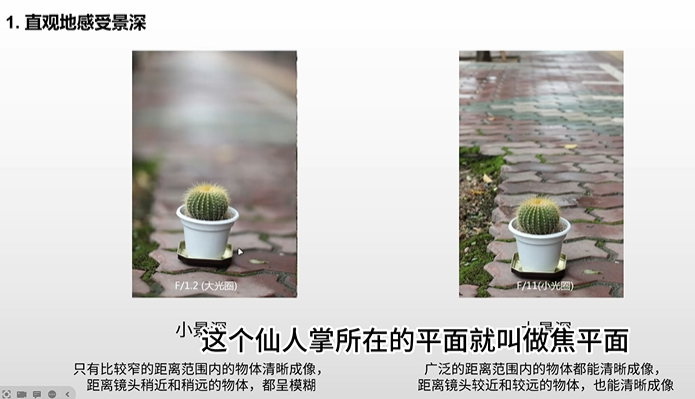 1. 直观地感受景深
F/1.2 (大光圈)
F/11(小光圈)
小景深
这个仙人掌所在的平面就叫做焦平面
只有比较窄的距离范围内的物体清晰成像，
距离镜头稍近和稍远的物体，都呈模糊
广泛的距离范围内的物体都能清晰成像，
距离镜头较近和较远的物体，也能清晰成像